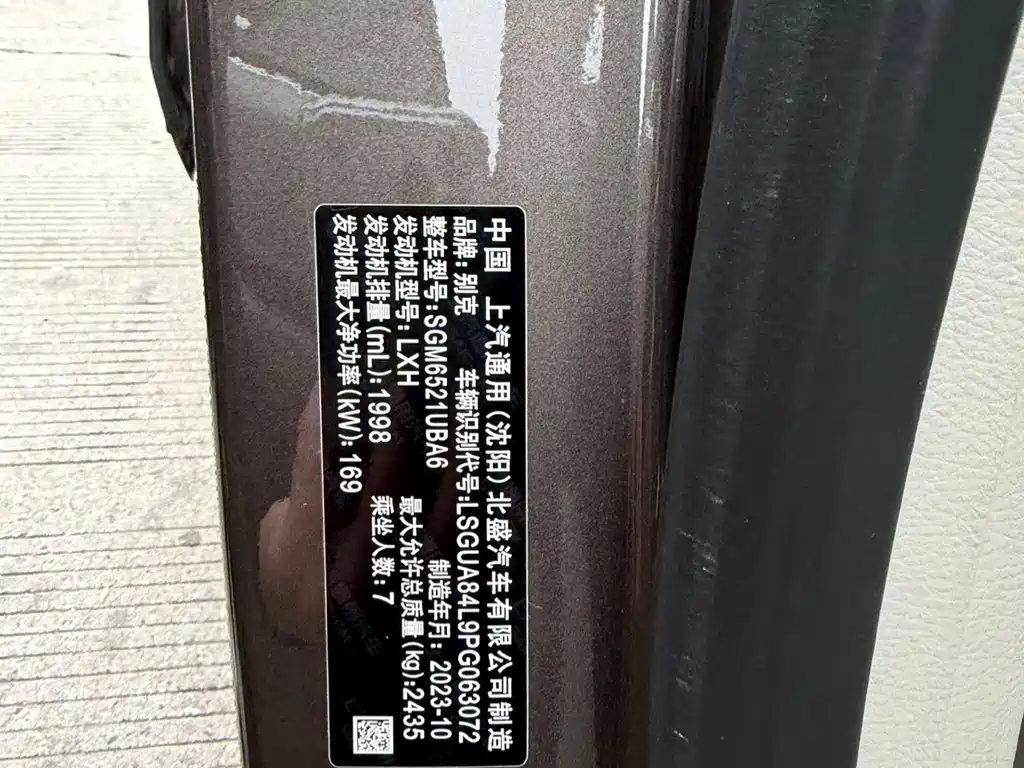 中国 上汽通用(沈阳)北盛汽车有限公司制造
品牌:别克 车辆识别代号:LSGUA84L9PG063072
整车型号:SGM6521UBA6 制造年月:2023-10
发动机型号:LXH 最大允许总质量(kg):2435
发动机排量(mL):1998 乘坐人数:7
发动机最大净功率(kW):169